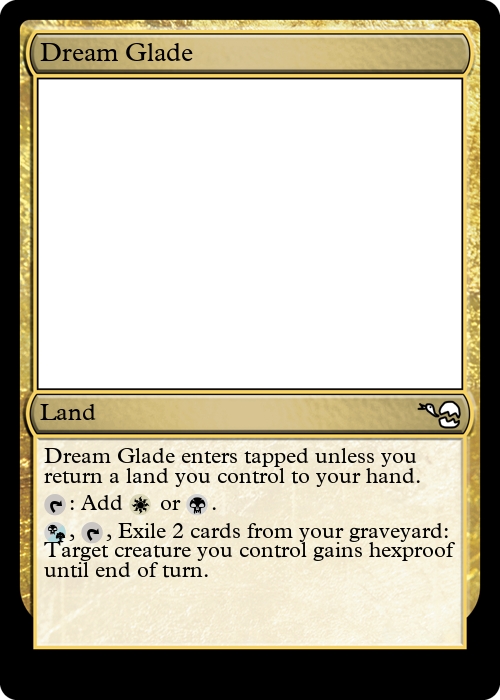 Dream Glade
Land
Dream Glade enters tapped unless you
return a land you control to your hand.
: Add or .
, , Exile 2 cards from your graveyard:
Target creature you control gains hexproof
until end of turn.